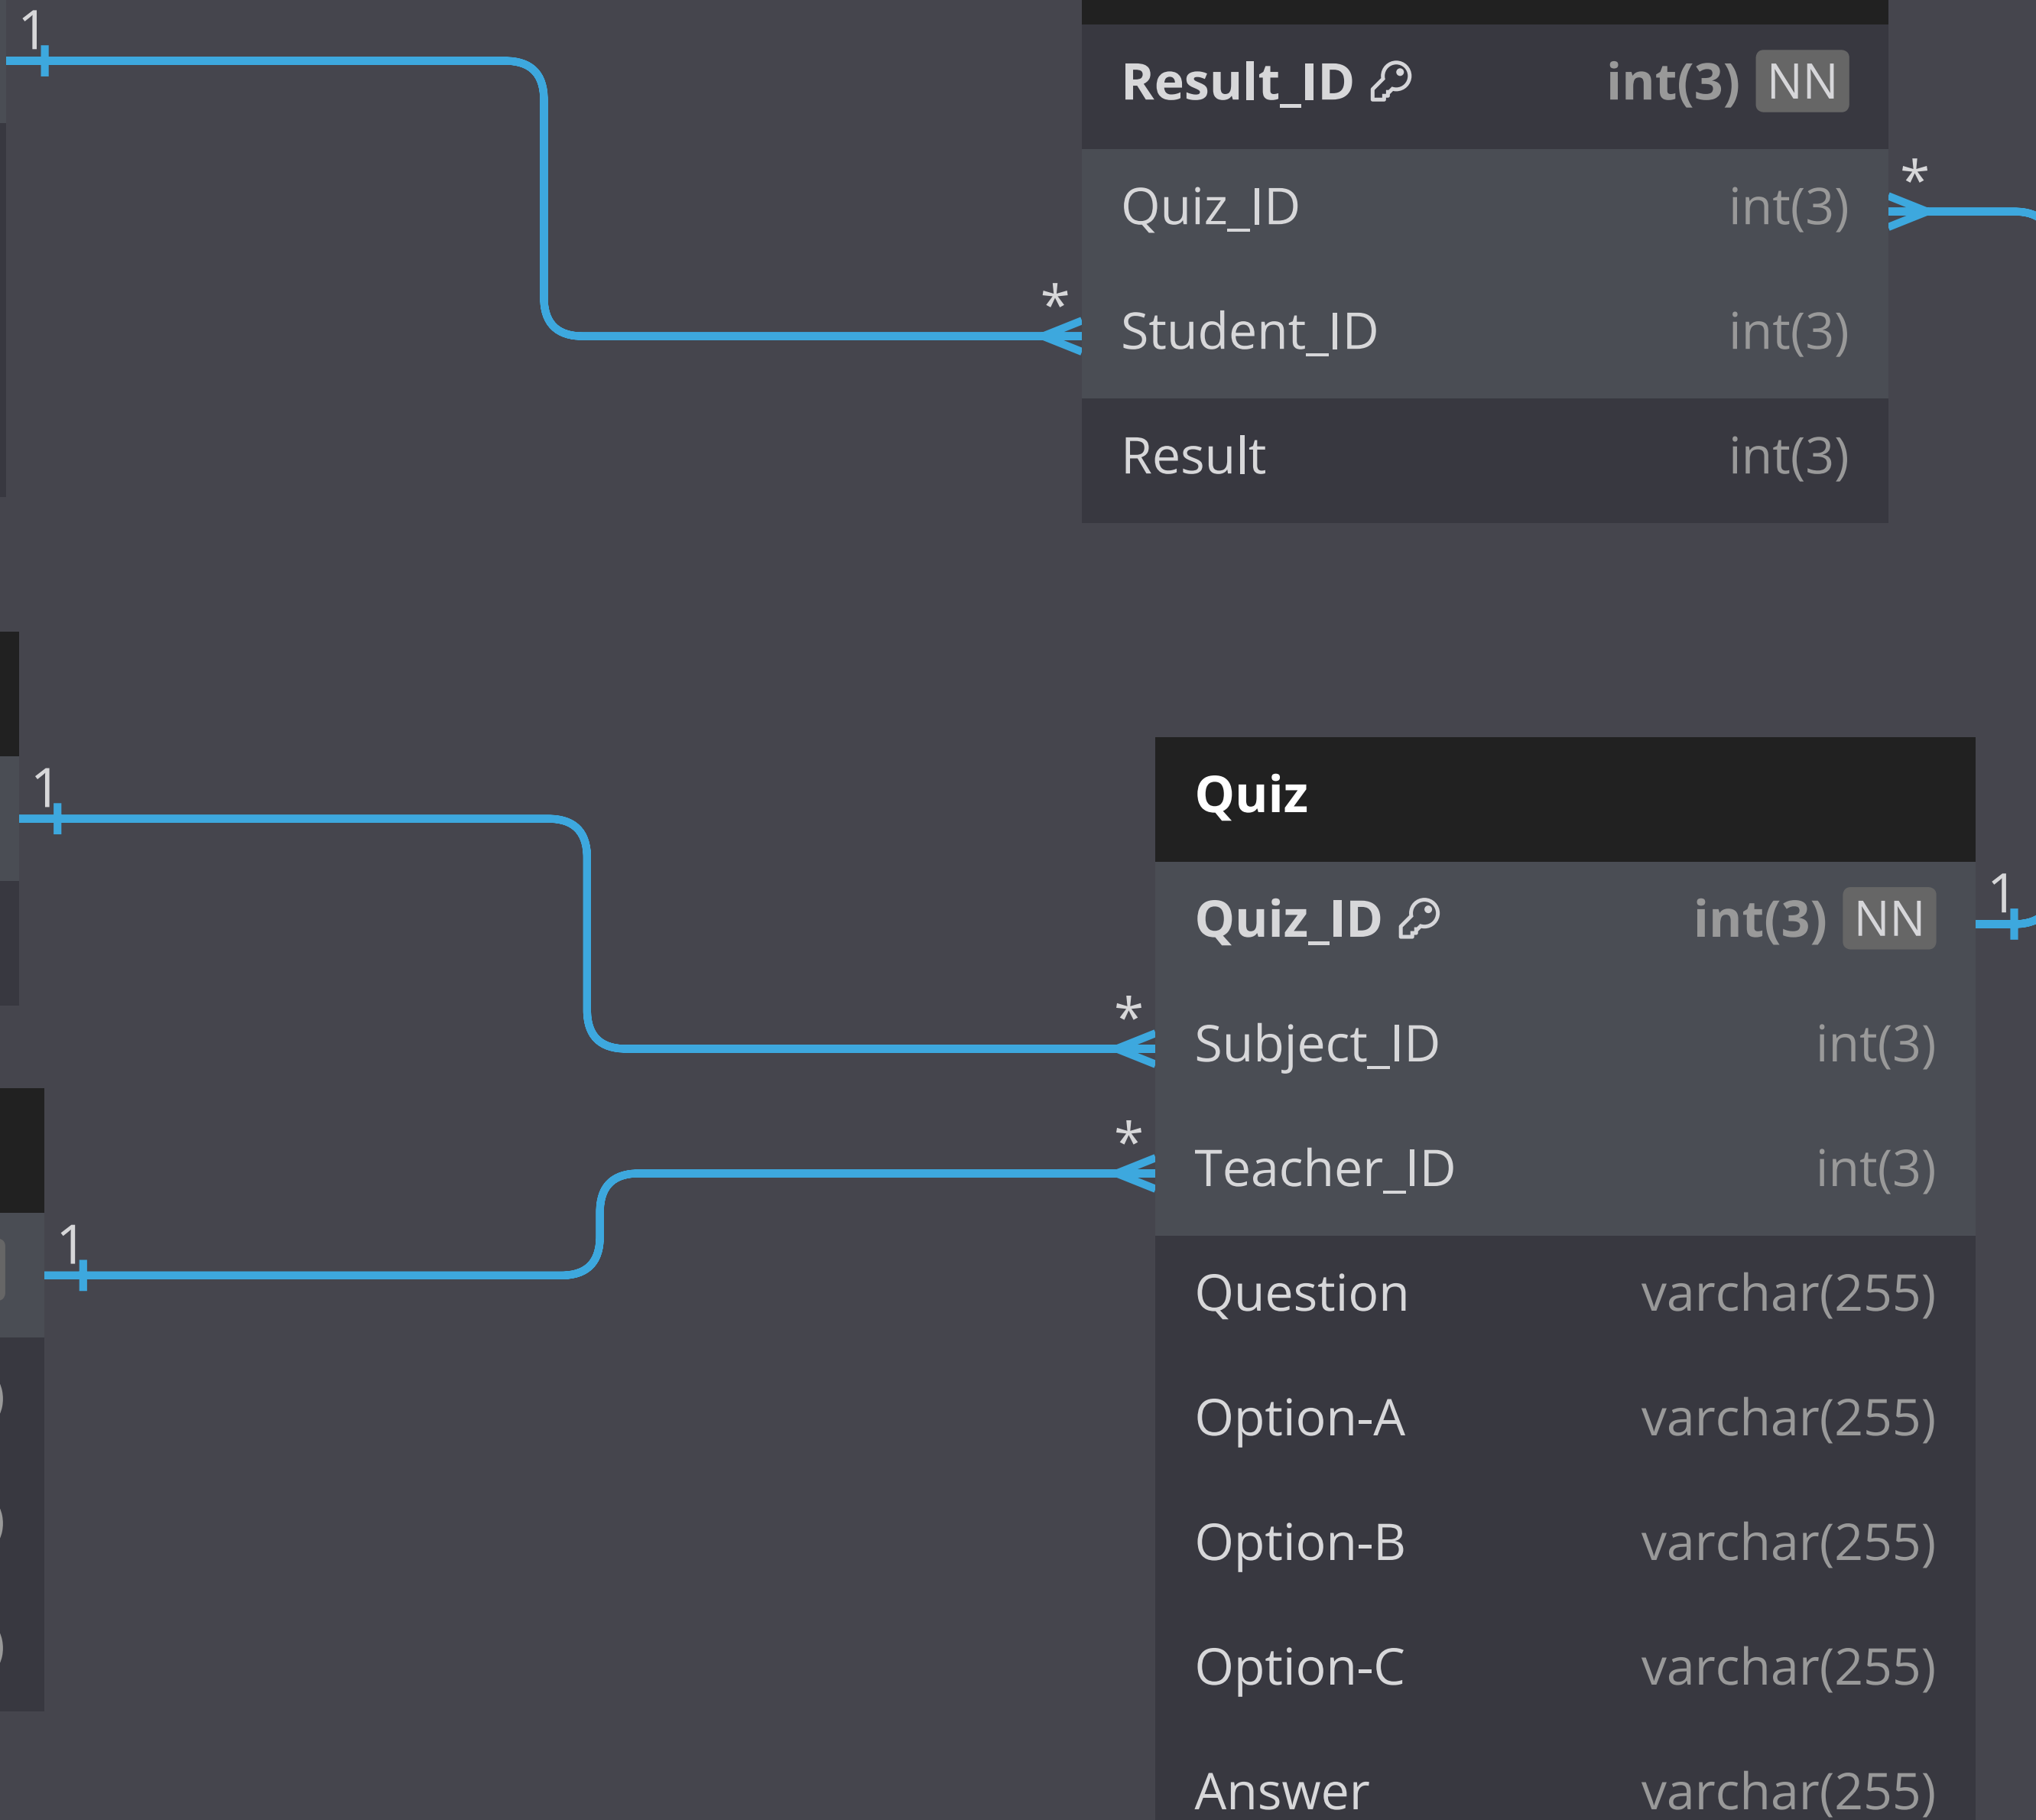 1
Result_ID int(3) NN
*
Quiz_ID int(3)
*
Student_ID int(3)
Result int(3)
1
Quiz
1
Quiz_ID int(3) NN
*
Subject_ID int(3)
*
Teacher_ID int(3)
1
Question varchar(255)
)
Option-A varchar(255)
)
Option-B varchar(255)
)
Option-C varchar(255)
Answer varchar(255)